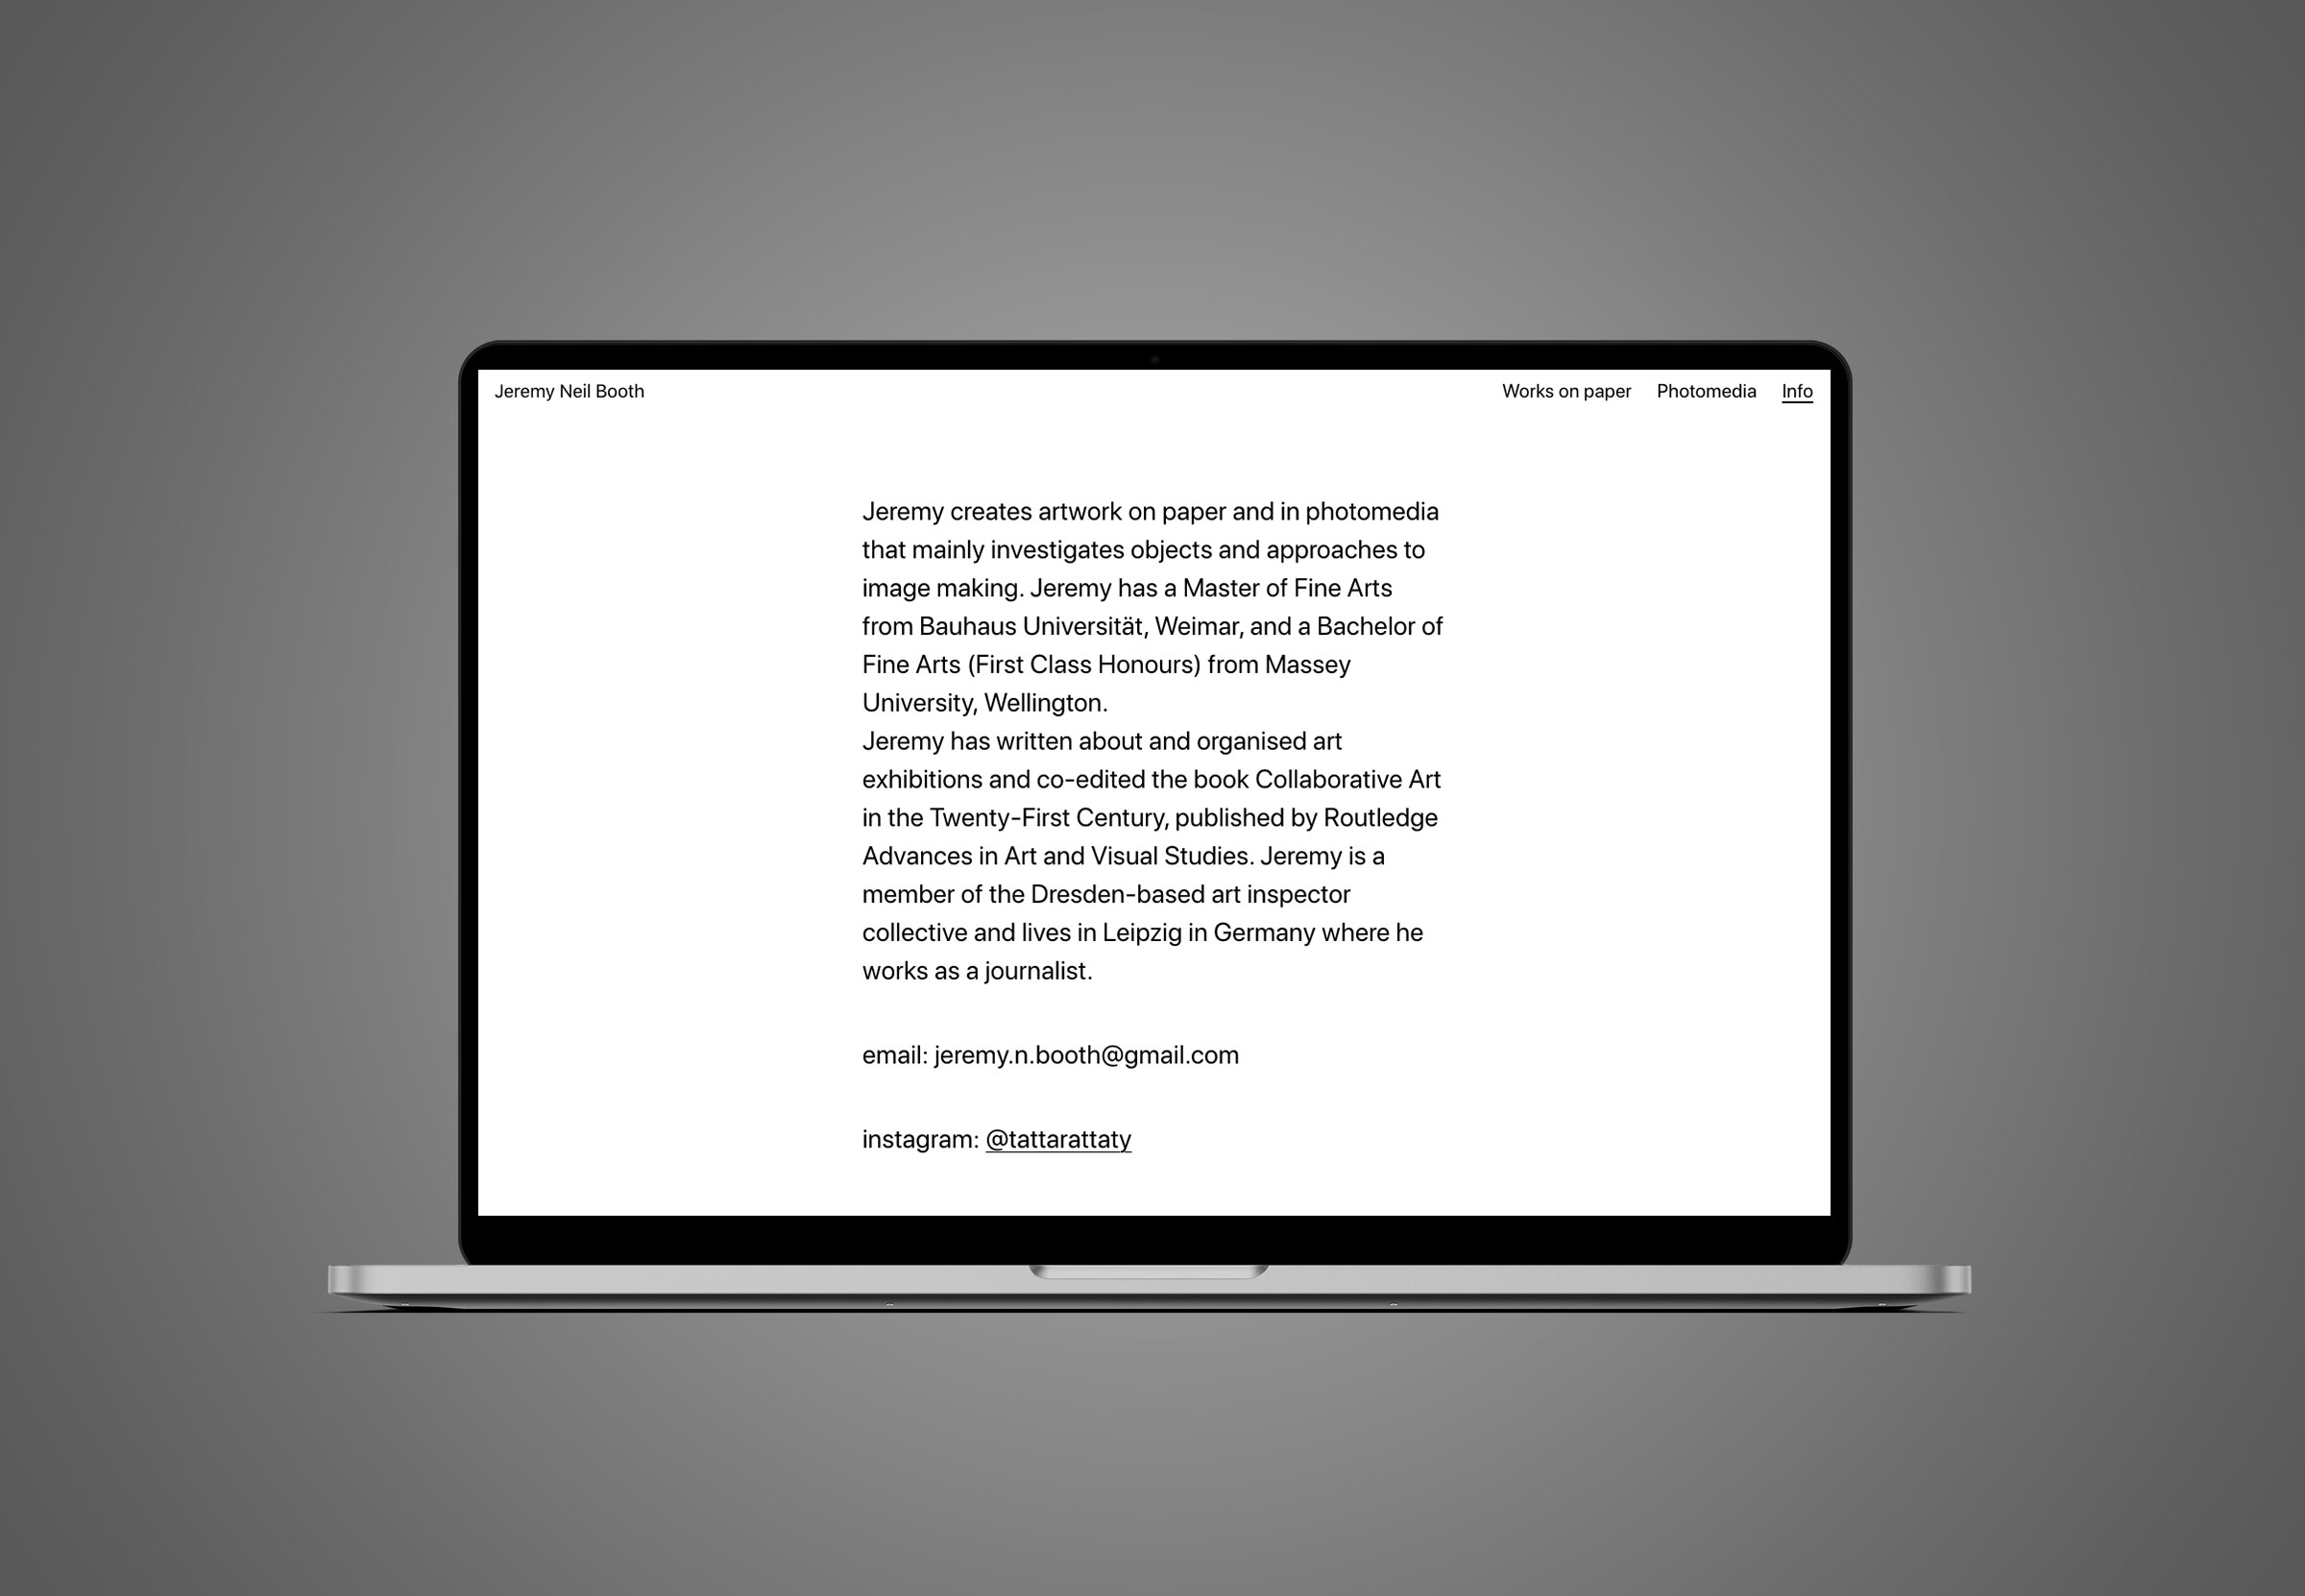 Jeremy Neil Booth
Works on paper Photomedia Info
Jeremy creates artwork on paper and in photomedia
that mainly investigates objects and approaches to
image making. Jeremy has a Master of Fine Arts
from Bauhaus Universität, Weimar, and a Bachelor of
Fine Arts (First Class Honours) from Massey
University, Wellington.
Jeremy has written about and organised art
exhibitions and co-edited the book Collaborative Art
in the Twenty-First Century, published by Routledge
Advances in Art and Visual Studies. Jeremy is a
member of the Dresden-based art inspector
collective and lives in Leipzig in Germany where he
works as a journalist.
email: jeremy.n.booth@gmail.com
instagram: @tattarattaty